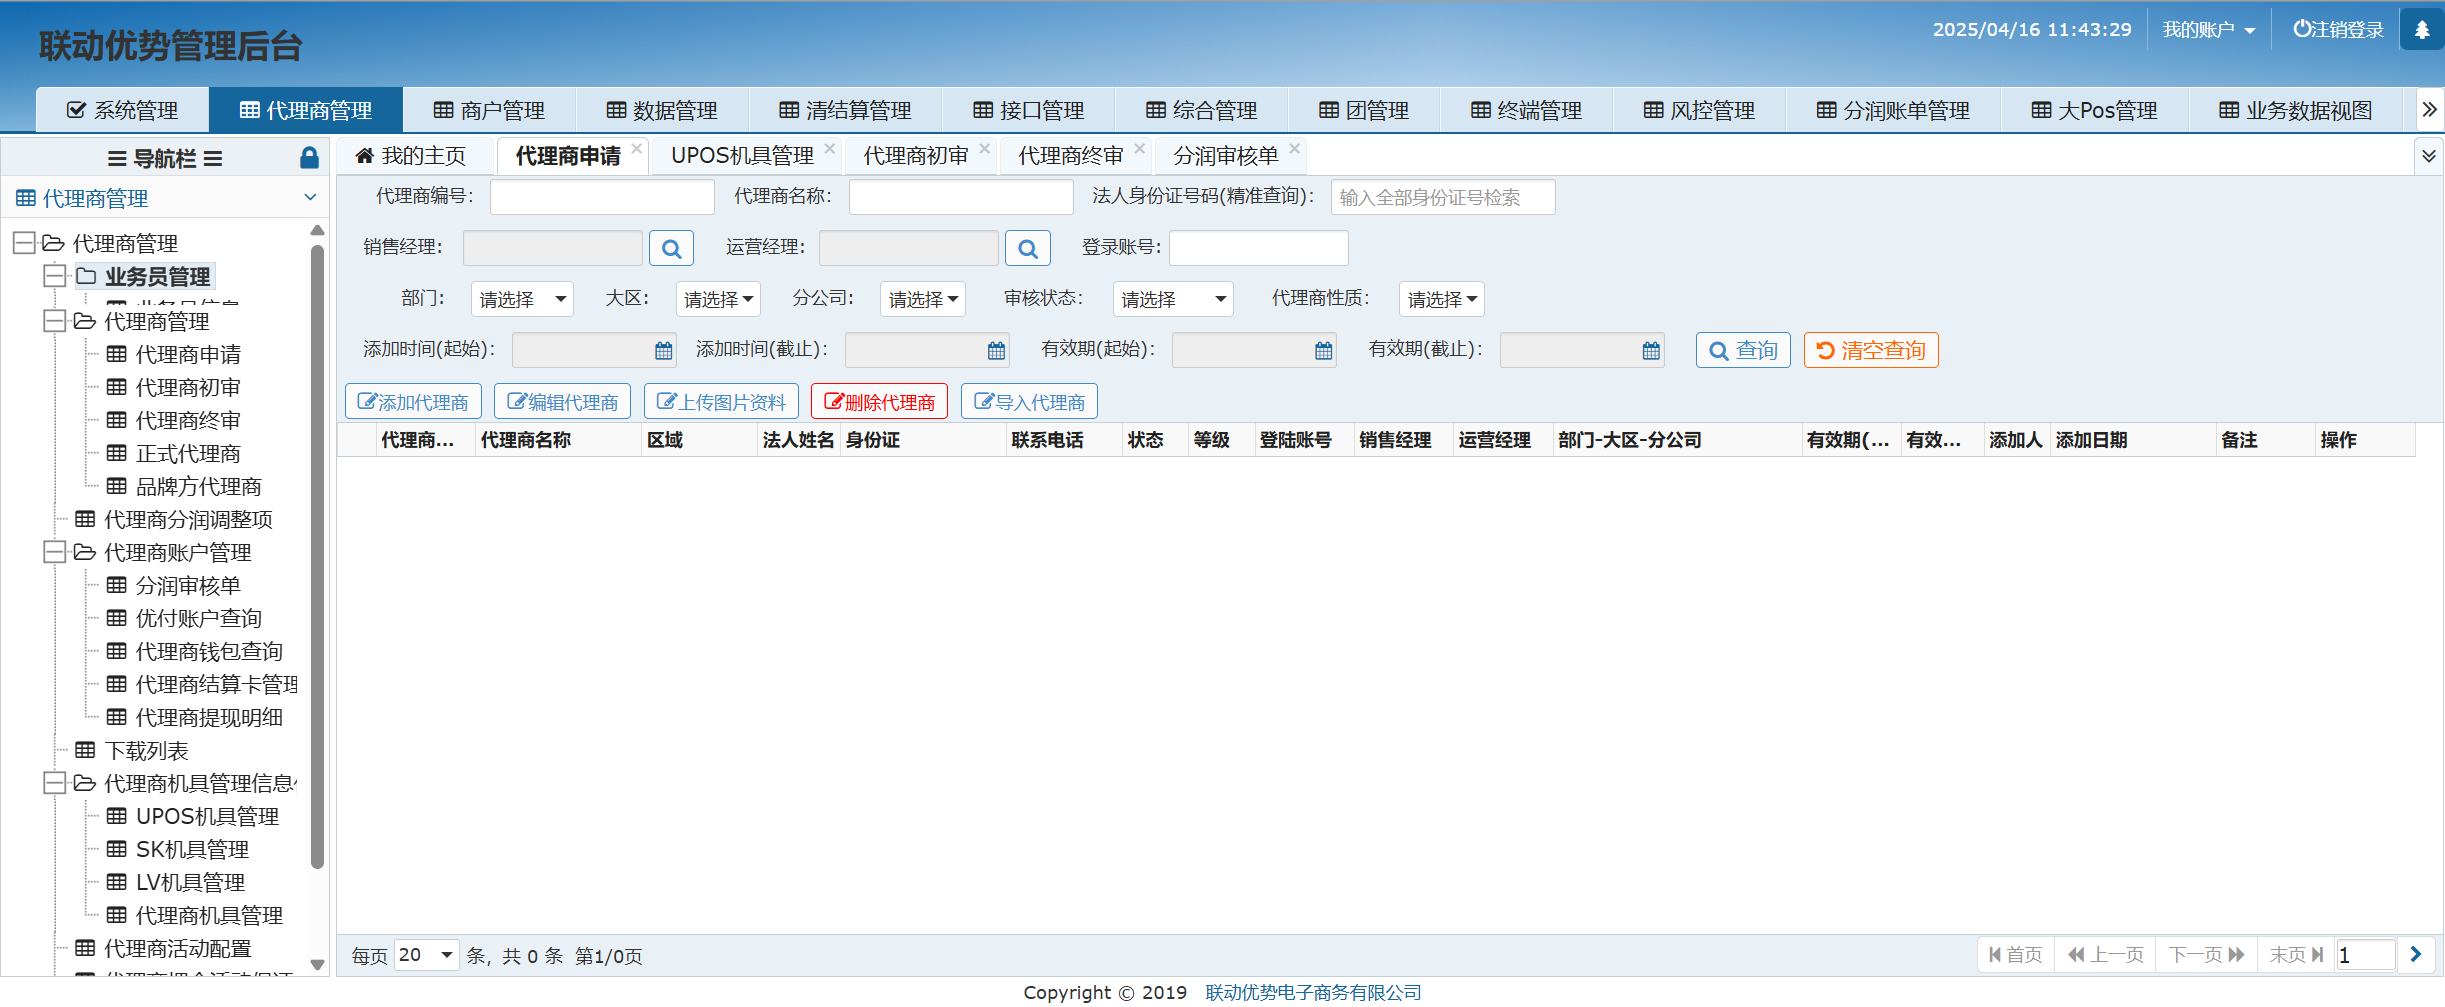 联动优势管理后台
2025/04/16 11:43:29 我的账户 注销登录
系统管理 代理商管理 商户管理 数据管理 清结算管理 接口管理 综合管理 团管理 终端管理 风控管理 分润账单管理 大Pos管理 业务数据视图
导航栏
代理商管理
代理商管理
业务员管理
业务员信息
代理商管理
代理商申请
代理商初审
代理商终审
正式代理商
品牌方代理商
代理商分润调整项
代理商账户管理
分润审核单
优付账户查询
代理商钱包查询
代理商结算卡管理
代理商提现明细
下载列表
代理商机具管理信息
UPOS机具管理
SK机具管理
LV机具管理
代理商机具管理
代理商活动配置
我的主页 代理商申请 UPOS机具管理 代理商初审 代理商终审 分润审核单
代理商编号： 代理商名称： 法人身份证号码(精准查询)： 输入全部身份证号检索
销售经理: 运营经理: 登录账号:
部门: 请选择 大区: 请选择 分公司: 请选择 审核状态: 请选择 代理商性质: 请选择
添加时间(起始): 添加时间(截止): 有效期(起始): 有效期(截止): 查询 清空查询
添加代理商 编辑代理商 上传图片资料 删除代理商 导入代理商
代理商... 代理商名称 区域 法人姓名 身份证 联系电话 状态 等级 登陆账号 销售经理 运营经理 部门-大区-分公司 有效期(... 有效... 添加人 添加日期 备注 操作
每页 20 条, 共 0 条 第1/0页 首页 上一页 下一页 末页 1
Copyright © 2019 联动优势电子商务有限公司